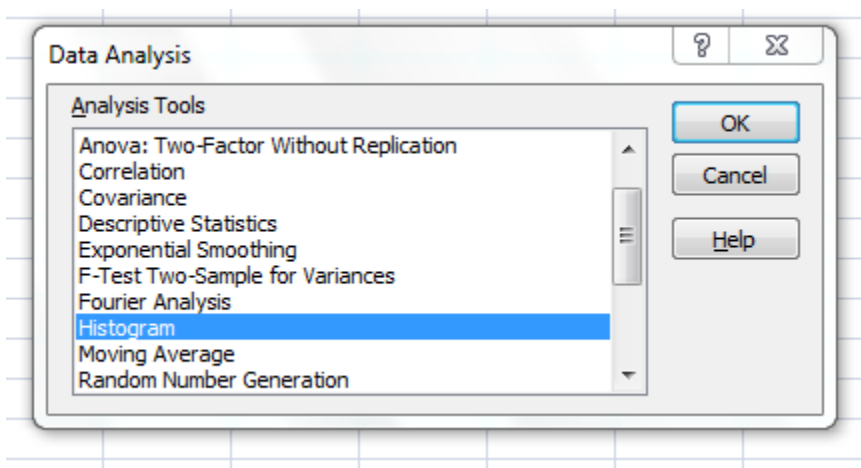 Data Analysis
Analysis Tools
Anova: Two-Factor Without Replication
Correlation
Covariance
Descriptive Statistics
Exponential Smoothing
F-Test Two-Sample for Variances
Fourier Analysis
Histogram
Moving Average
Random Number Generation
OK
Cancel
Help